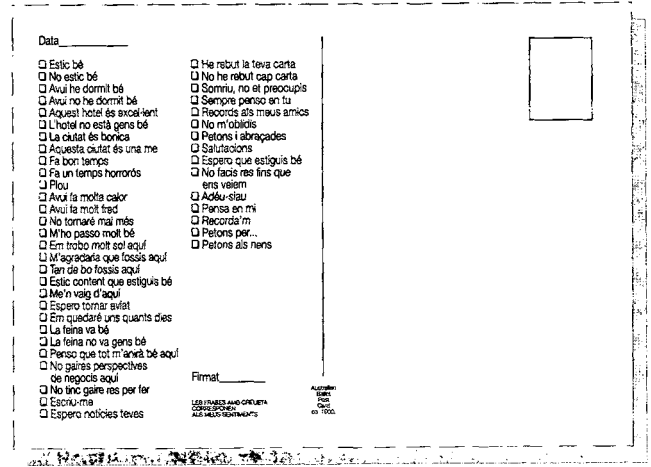 Data
❑ Estic bé
❑ No estic bé
❑ Avui he dormit bé
❑ Avui no he dormit bé
❑ Aquest hotel és excel·lent
❑ L'hotel no està gens bé
❑ La ciutat és bonica
❑ Aquesta ciutat és una me
❑ Fa bon temps
❑ Fa un temps horrorós
❑ Plou
❑ Avui fa molta calor
❑ Avui fa molt fred
❑ No tornaré mai més
❑ M'ho passo molt bé
❑ Em trobo molt sol aquí
❑ M'agradaria que fossis aquí
❑ Tan de bo fossis aquí
❑ Estic content que estiguis bé
❑ Me'n vaig d'aquí
❑ Espero tornar aviat
❑ Em quedaré uns quants dies
❑ La feina va bé
❑ La feina no va gens bé
❑ Penso que tot m'anirà bé aquí
❑ No gaires perspectives
de negocis aquí
❑ No tinc gaire res per fer
❑ Escriu-me
❑ Espero notícies teves
❑ He rebut la teva carta
❑ No he rebut cap carta
❑ Somriu, no et preocupis
❑ Sempre penso en tu
❑ Records als meus amics
❑ No m'oblidis
❑ Petons i abraçades
❑ Salutacions
❑ Espero que estiguis bé
❑ No facis res fins que
ens veiem
❑ Adéu-siau
❑ Pensa en mi
❑ Recorda'm
❑ Petons per...
❑ Petons als nens
Firmat
LES FRASES AMB CREUETA
CORRESPONEN
ALS MEUS SENTIMENTS
Australian
Post
Card
ca. 1900.